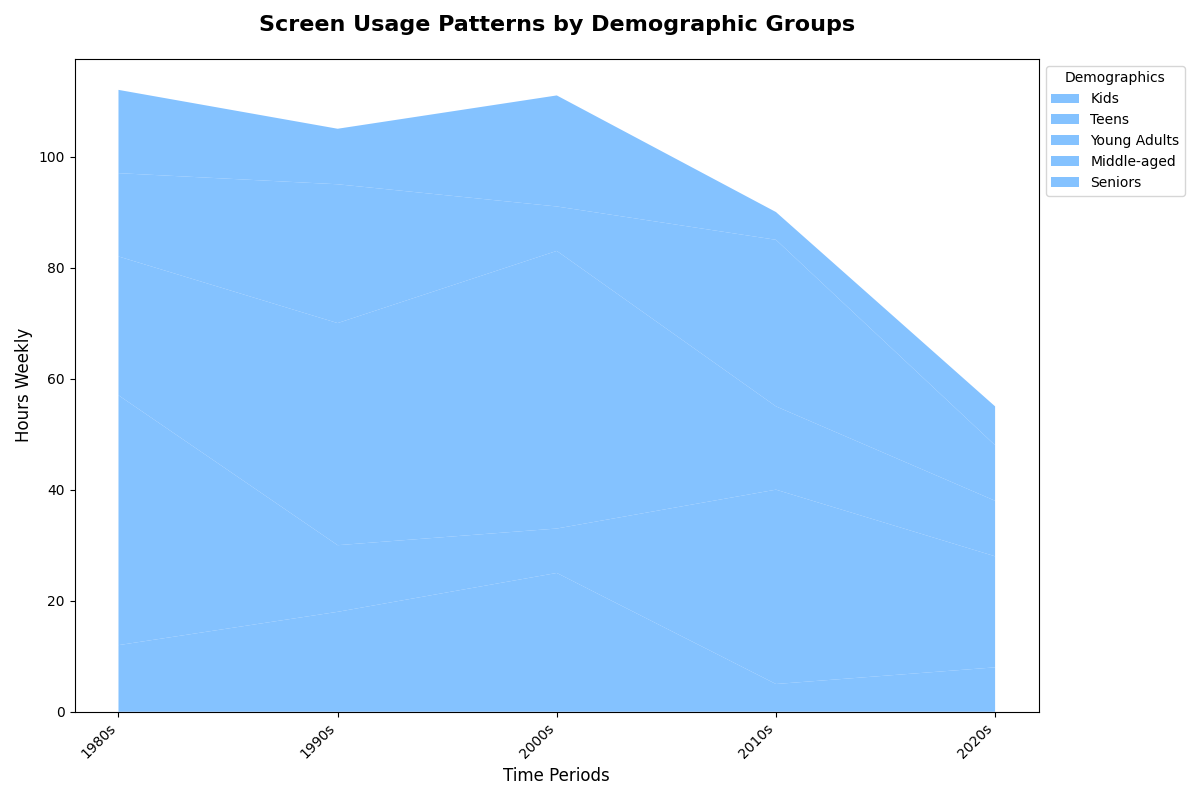 Screen Usage Patterns by Demographic Groups
Demographics
Kids
Teens
Young Adults
Middle-aged
Seniors
Hours Weekly
100
80
60
40
20
0
1980s
1990s
2000s
2010s
2020s
Time Periods